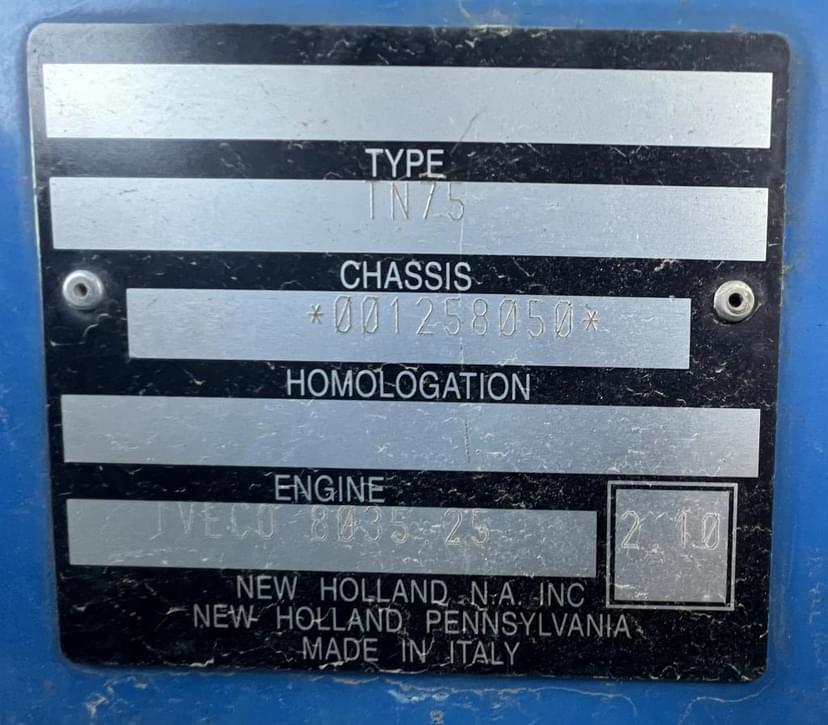 TYPE
TN75
CHASSIS
*001258050*
HOMOLOGATION
ENGINE
IVECO 8035 25
2 10
NEW HOLLAND N.A. INC
NEW HOLLAND PENNSYLVANIA
MADE IN ITALY